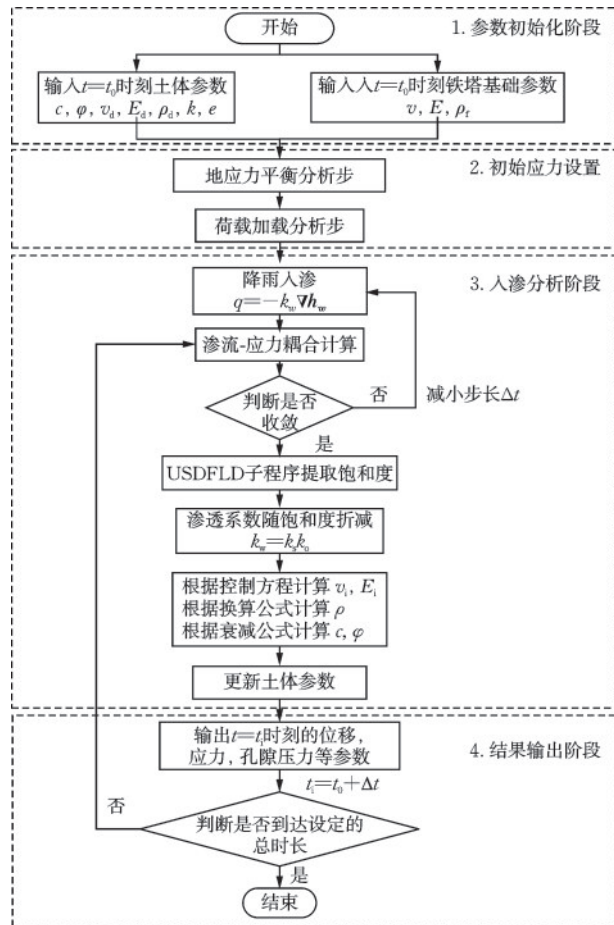 开始
1. 参数初始化阶段
输入t=t₀时刻土体参数
c, φ, v_d, E_d, ρ_d, k, e
输入入t=t₀时刻铁塔基础参数
v, E, ρ_f
2. 初始应力设置
地应力平衡分析步
荷载加载分析步
3. 入渗分析阶段
降雨入渗
q=−k_w∇h_w
渗流-应力耦合计算
判断是否
收敛
否
减小步长Δt
是
USDFLD子程序提取饱和度
渗透系数随饱和度折减
k_w=k_s k_0
根据控制方程计算 v_i, E_i
根据换算公式计算 ρ
根据衰减公式计算 c, φ
更新土体参数
4. 结果输出阶段
输出t=t_i时刻的位移,
应力, 孔隙压力等参数
t_i=t₀+Δt
否
判断是否到达设定的
总时长
是
结束